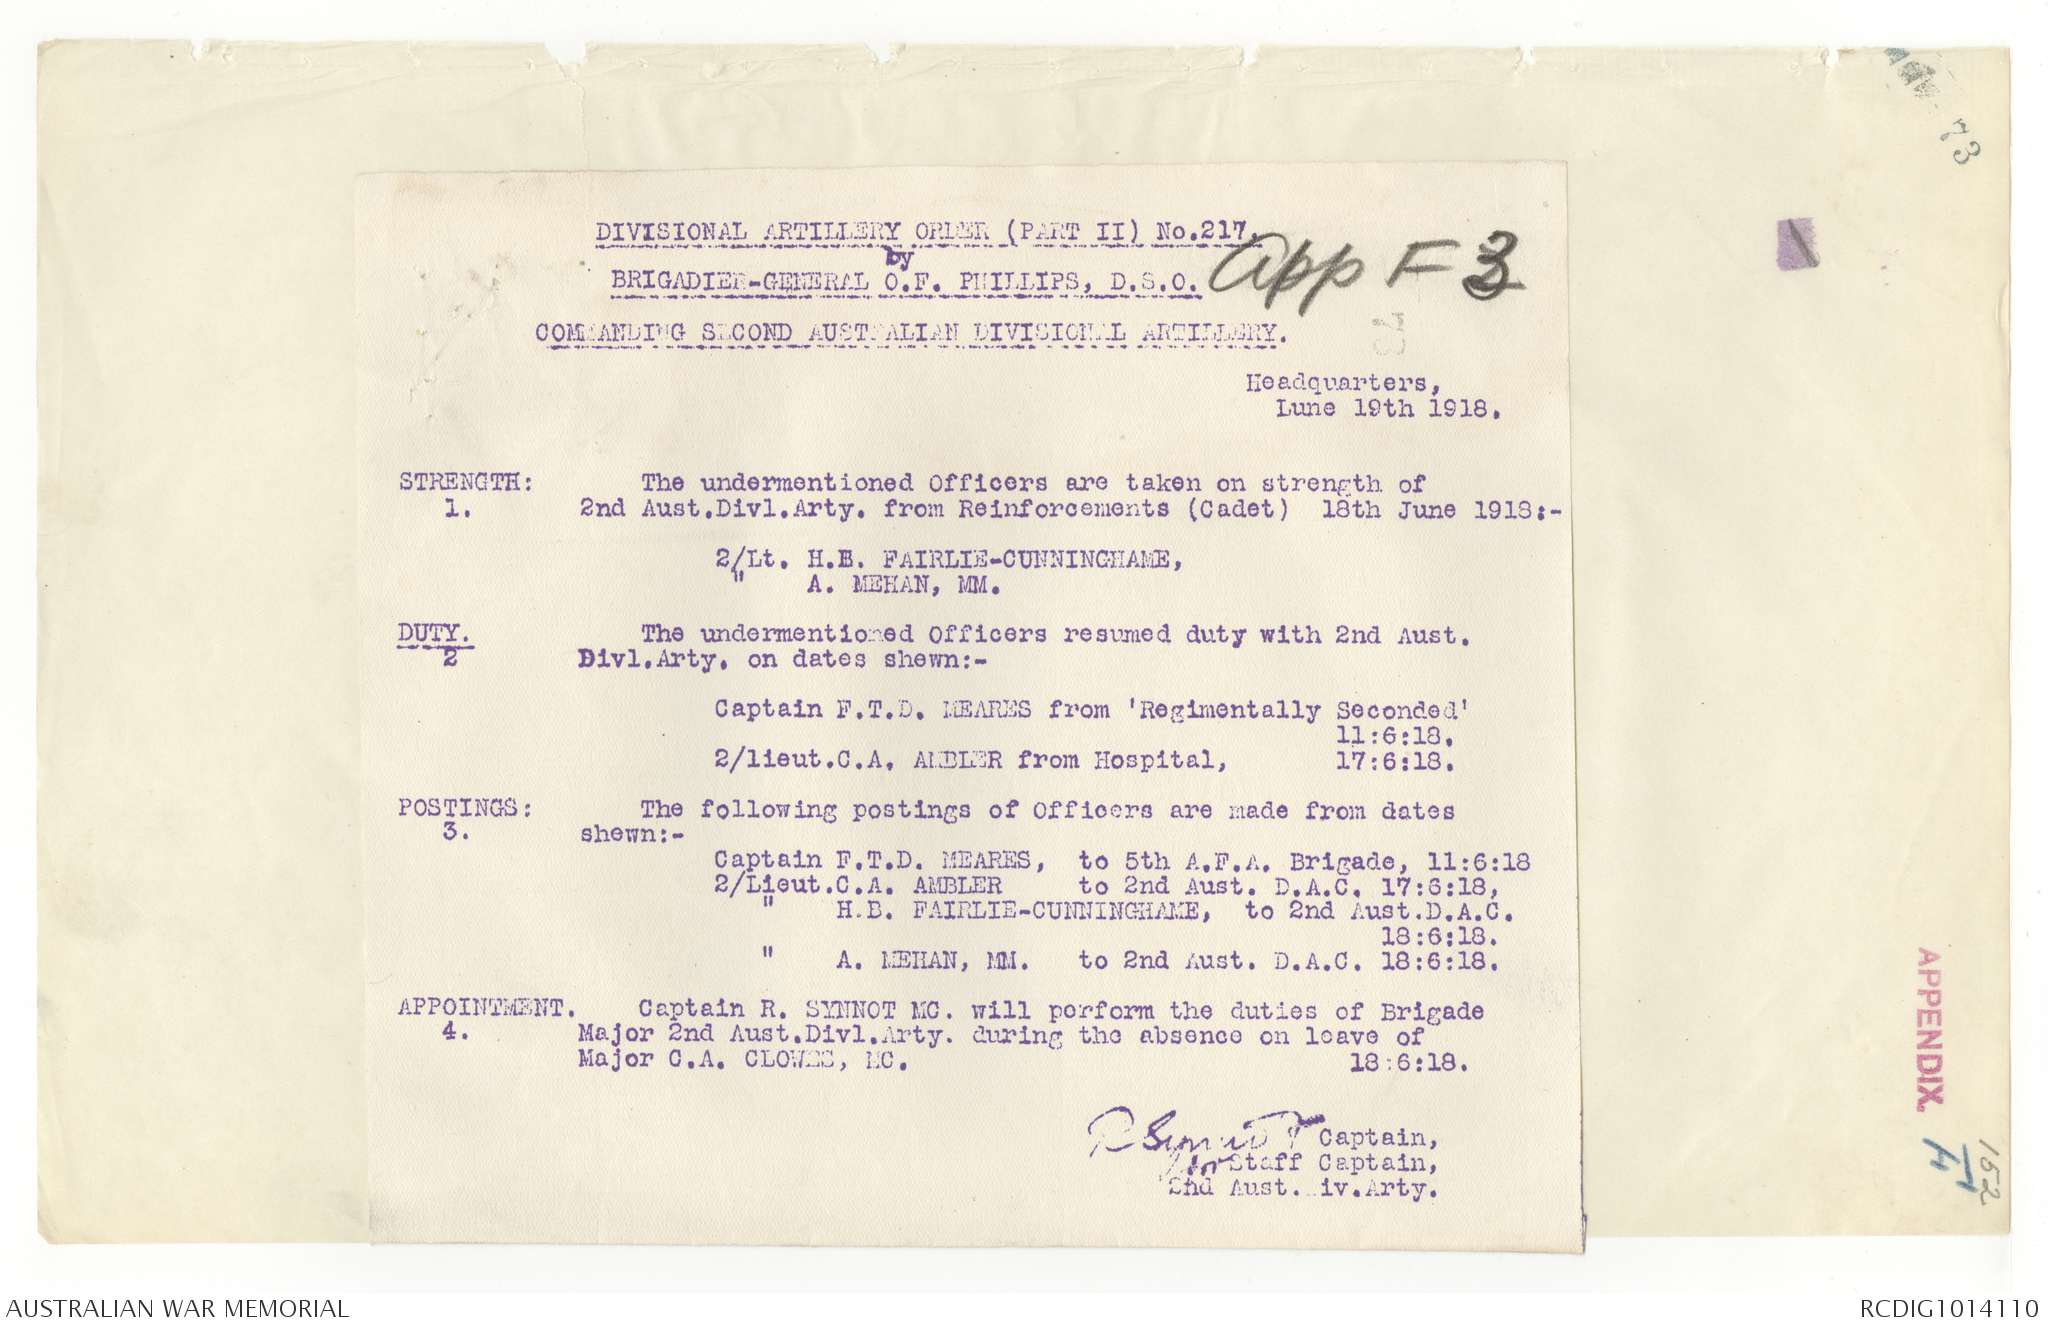 73
DIVISIONAL ARTILLERY ORDER (PART II) No.217.
by
BRIGADIER-GENERAL O.F. PHILLIPS, D.S.O.
App F 3
COMMANDING SECOND AUSTRALIAN DIVISIONAL ARTILLERY.
Headquarters,
Lune 19th 1918.
STRENGTH: The undermentioned Officers are taken on strength of
1. 2nd Aust.Divl.Arty. from Reinforcements (Cadet) 18th June 1918:-
2/Lt. H.B. FAIRLIE-CUNNINGHAME,
" A. MEHAN, MM.
DUTY. The undermentioned Officers resumed duty with 2nd Aust.
2 Divl.Arty. on dates shewn:-
Captain F.T.D. MEARES from 'Regimentally Seconded'
11:6:18.
2/lieut.C.A. AMBLER from Hospital, 17:6:18.
POSTINGS: The following postings of Officers are made from dates
3. shewn:-
Captain F.T.D. MEARES, to 5th A.F.A. Brigade, 11:6:18
2/Lieut.C.A. AMBLER to 2nd Aust. D.A.C. 17:6:18,
" H.B. FAIRLIE-CUNNINGHAME, to 2nd Aust.D.A.C.
18:6:18.
" A. MEHAN, MM. to 2nd Aust. D.A.C. 18:6:18.
APPOINTMENT. Captain R. SYNNOT MC. will perform the duties of Brigade
4. Major 2nd Aust.Divl.Arty. during the absence on leave of
Major C.A. CLOWES, MC. 18:6:18.
R Synnot Captain,
for Staff Captain,
2nd Aust.Div.Arty.
APPENDIX.
152
AUSTRALIAN WAR MEMORIAL
RCDIG1014110